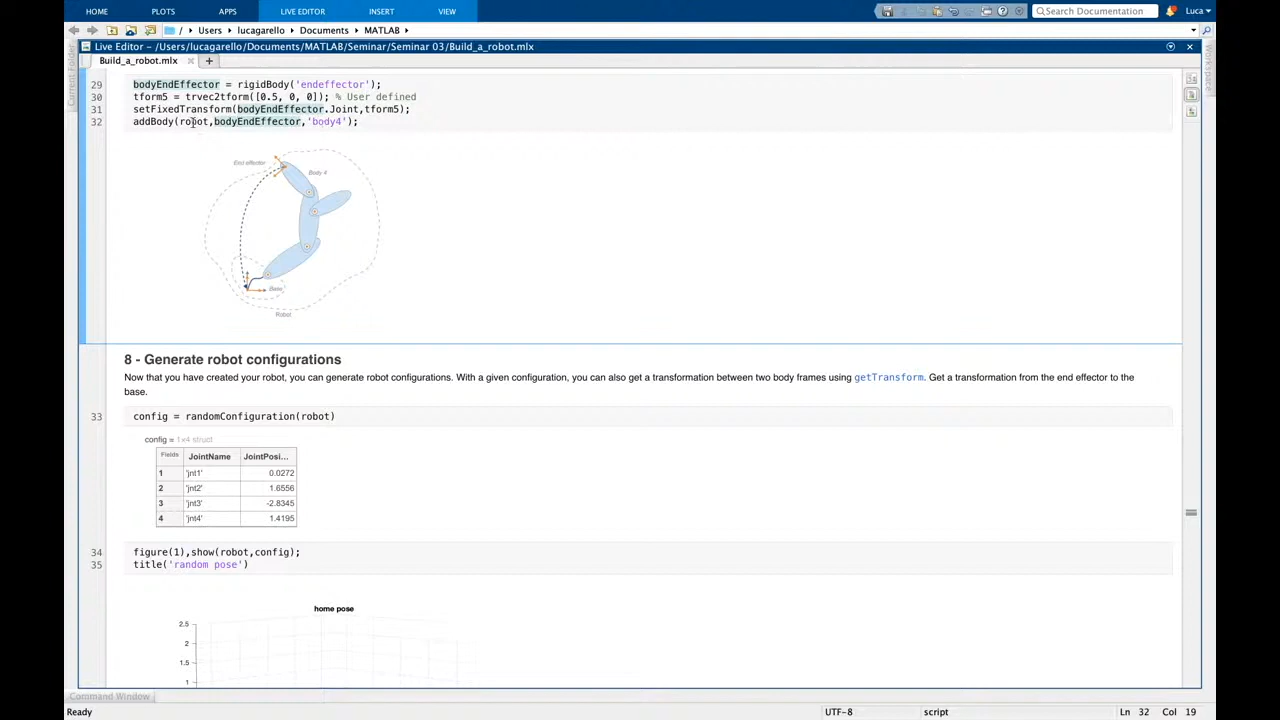 HOME PLOTS APPS LIVE EDITOR INSERT VIEW Search Documentation Luca
/ Users lucagarello Documents MATLAB
Live Editor - /Users/lucagarello/Documents/MATLAB/Seminar/Seminar 03/Build_a_robot.mlx
Build_a_robot.mlx
Current Folder
Workspace
29 bodyEndEffector = rigidBody('endeffector');
30 tform5 = trvec2tform([0.5, 0, 0]); % User defined
31 setFixedTransform(bodyEndEffector.Joint,tform5);
32 addBody(robot,bodyEndEffector,'body4');
End effector
Body 4
Base
Robot
8 - Generate robot configurations
Now that you have created your robot, you can generate robot configurations. With a given configuration, you can also get a transformation between two body frames using getTransform. Get a transformation from the end effector to the
base.
33 config = randomConfiguration(robot)
config = 1×4 struct
Fields JointName JointPosi...
1 'jnt1' 0.0272
2 'jnt2' 1.6556
3 'jnt3' -2.8345
4 'jnt4' 1.4195
34 figure(1),show(robot,config);
35 title('random pose')
home pose
2.5
2
1.5
1
Command Window
Ready UTF-8 script Ln 32 Col 19